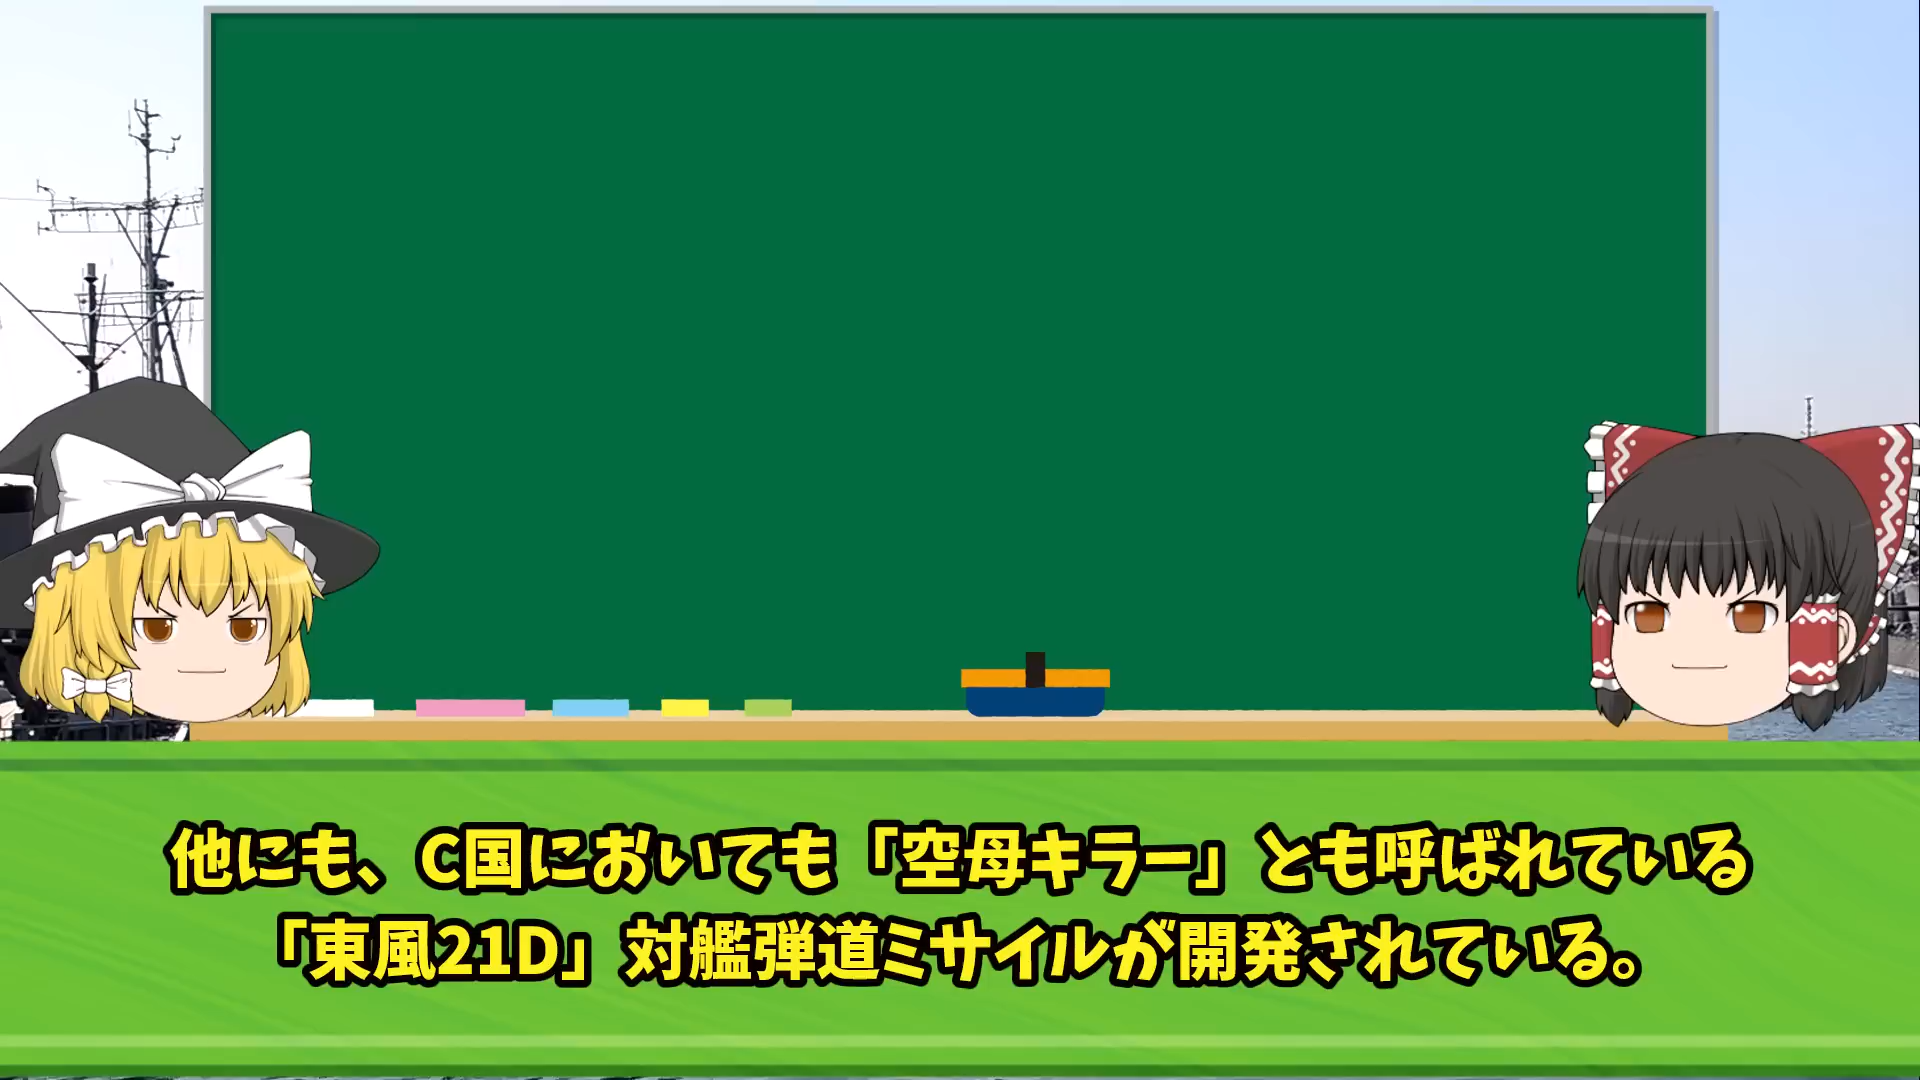 他にも、C国においても「空母キラー」とも呼ばれている
「東風21D」対艦弾道ミサイルが開発されている。